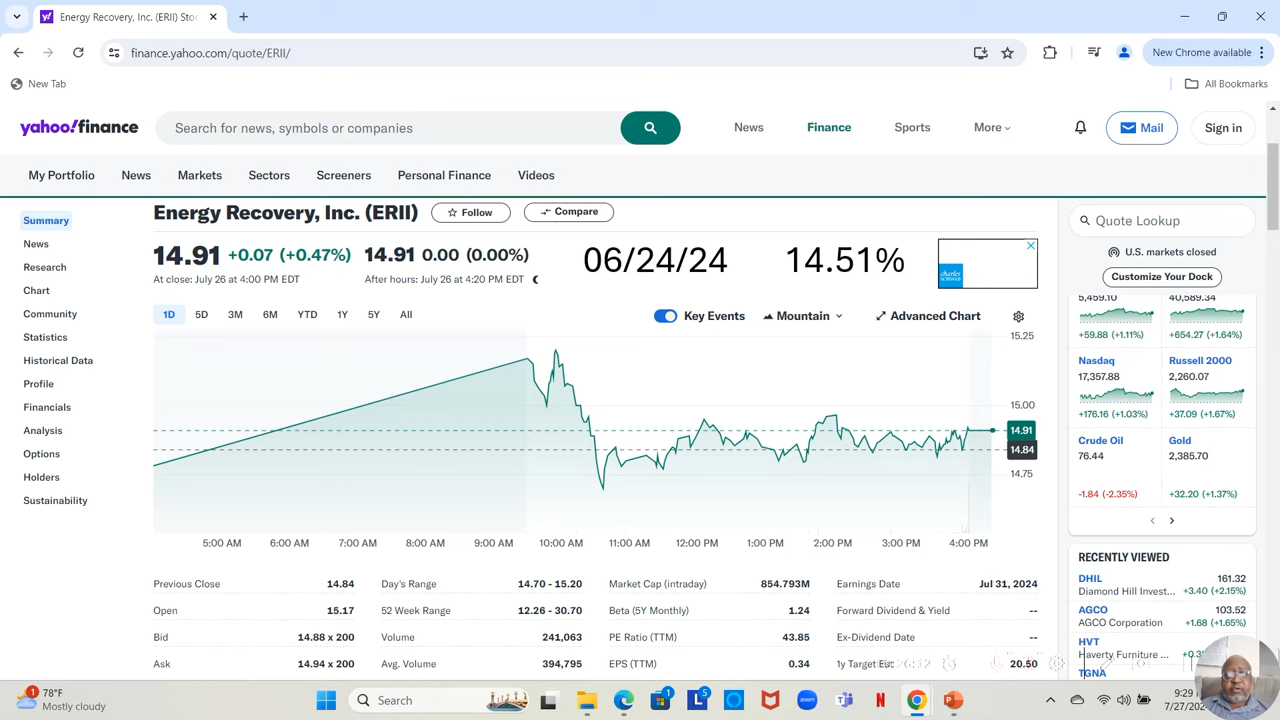 Energy Recovery, Inc. (ERII) Stoc
finance.yahoo.com/quote/ERII/
New Chrome available
New Tab
All Bookmarks
yahoo!finance
Search for news, symbols or companies
News
Finance
Sports
More
Mail
Sign in
My Portfolio
News
Markets
Sectors
Screeners
Personal Finance
Videos
Summary
News
Research
Chart
Community
Statistics
Historical Data
Profile
Financials
Analysis
Options
Holders
Sustainability
Energy Recovery, Inc. (ERII)
Follow
Compare
14.91 +0.07 (+0.47%)
At close: July 26 at 4:00 PM EDT
14.91 0.00 (0.00%)
After hours: July 26 at 4:20 PM EDT
06/24/24
14.51%
charles
SCHWAB
1D 5D 3M 6M YTD 1Y 5Y All
Key Events
Mountain
Advanced Chart
15.25
15.00
14.91
14.84
14.75
5:00 AM 6:00 AM 7:00 AM 8:00 AM 9:00 AM 10:00 AM 11:00 AM 12:00 PM 1:00 PM 2:00 PM 3:00 PM 4:00 PM
Previous Close 14.84 Day's Range 14.70 - 15.20 Market Cap (intraday) 854.793M Earnings Date Jul 31, 2024
Open 15.17 52 Week Range 12.26 - 30.70 Beta (5Y Monthly) 1.24 Forward Dividend & Yield --
Bid 14.88 x 200 Volume 241,063 PE Ratio (TTM) 43.85 Ex-Dividend Date --
Ask 14.94 x 200 Avg. Volume 394,795 EPS (TTM) 0.34 1y Target Est 20.50
Quote Lookup
U.S. markets closed
Customize Your Dock
5,459.10 40,589.34
+59.88 (+1.11%) +654.27 (+1.64%)
Nasdaq Russell 2000
17,357.88 2,260.07
+176.16 (+1.03%) +37.09 (+1.67%)
Crude Oil Gold
76.44 2,385.70
-1.84 (-2.35%) +32.20 (+1.37%)
RECENTLY VIEWED
DHIL 161.32
Diamond Hill Invest... +3.40 (+2.15%)
AGCO 103.52
AGCO Corporation +1.68 (+1.65%)
HVT
Haverty Furniture ...
TGNA
1
78°F
Mostly cloudy
Search
1
5
zoom
9:29